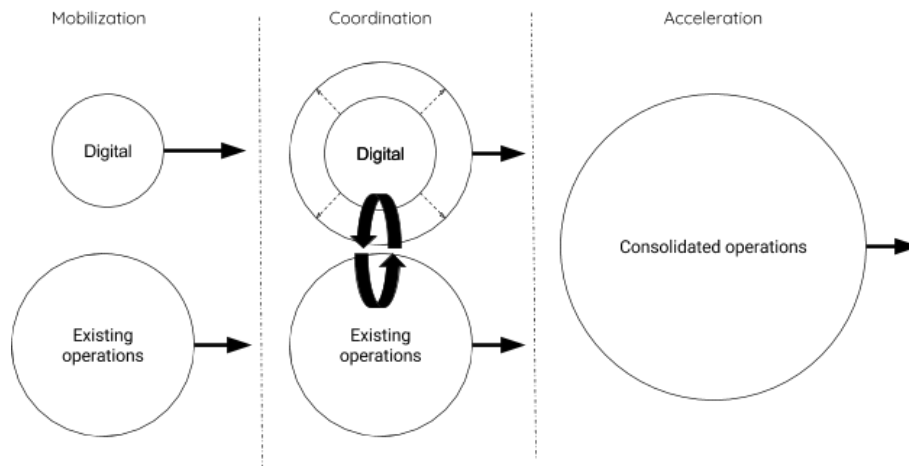 Mobilization
Coordination
Acceleration
Digital
Digital
Consolidated operations
Existing
operations
Existing
operations